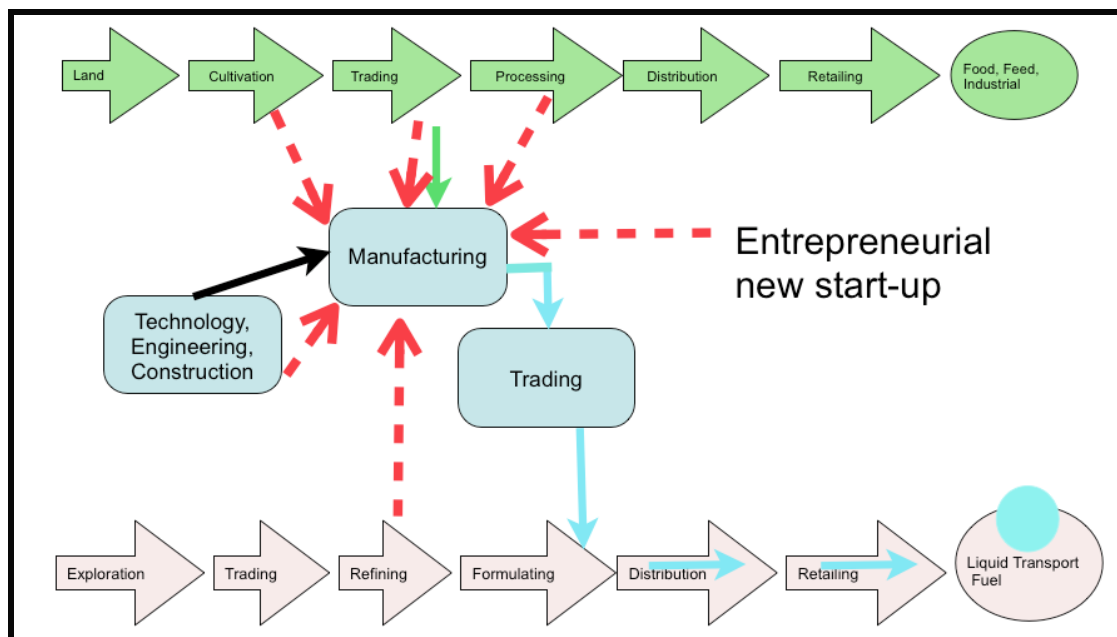 Land
Cultivation
Trading
Processing
Distribution
Retailing
Food, Feed,
Industrial
Manufacturing
Entrepreneurial
new start-up
Technology,
Engineering,
Construction
Trading
Exploration
Trading
Refining
Formulating
Distribution
Retailing
Liquid Transport
Fuel